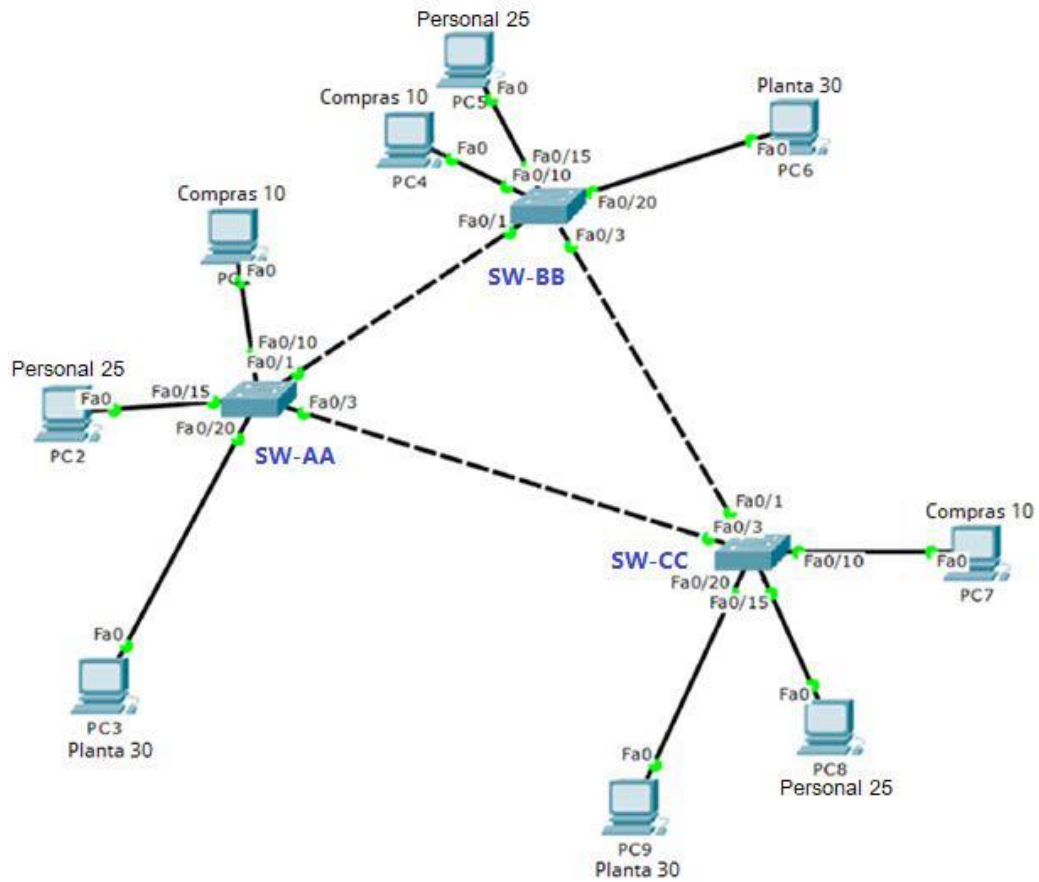 Personal 25
Fa0
PC5
Compras 10
Fa0
PC4
Fa0/15
Fa0/10
Planta 30
Fa0
PC6
Fa0/20
Fa0/1
Fa0/3
SW-BB
Compras 10
Fa0
Fa0/10
Fa0/1
Personal 25
Fa0
PC2
Fa0/15
Fa0/20
Fa0/3
SW-AA
Fa0/1
Fa0/3
SW-CC
Fa0/20
Fa0/15
Fa0/10
Compras 10
Fa0
PC7
Fa0
PC3
Planta 30
Fa0
PC8
Personal 25
Fa0
PC9
Planta 30